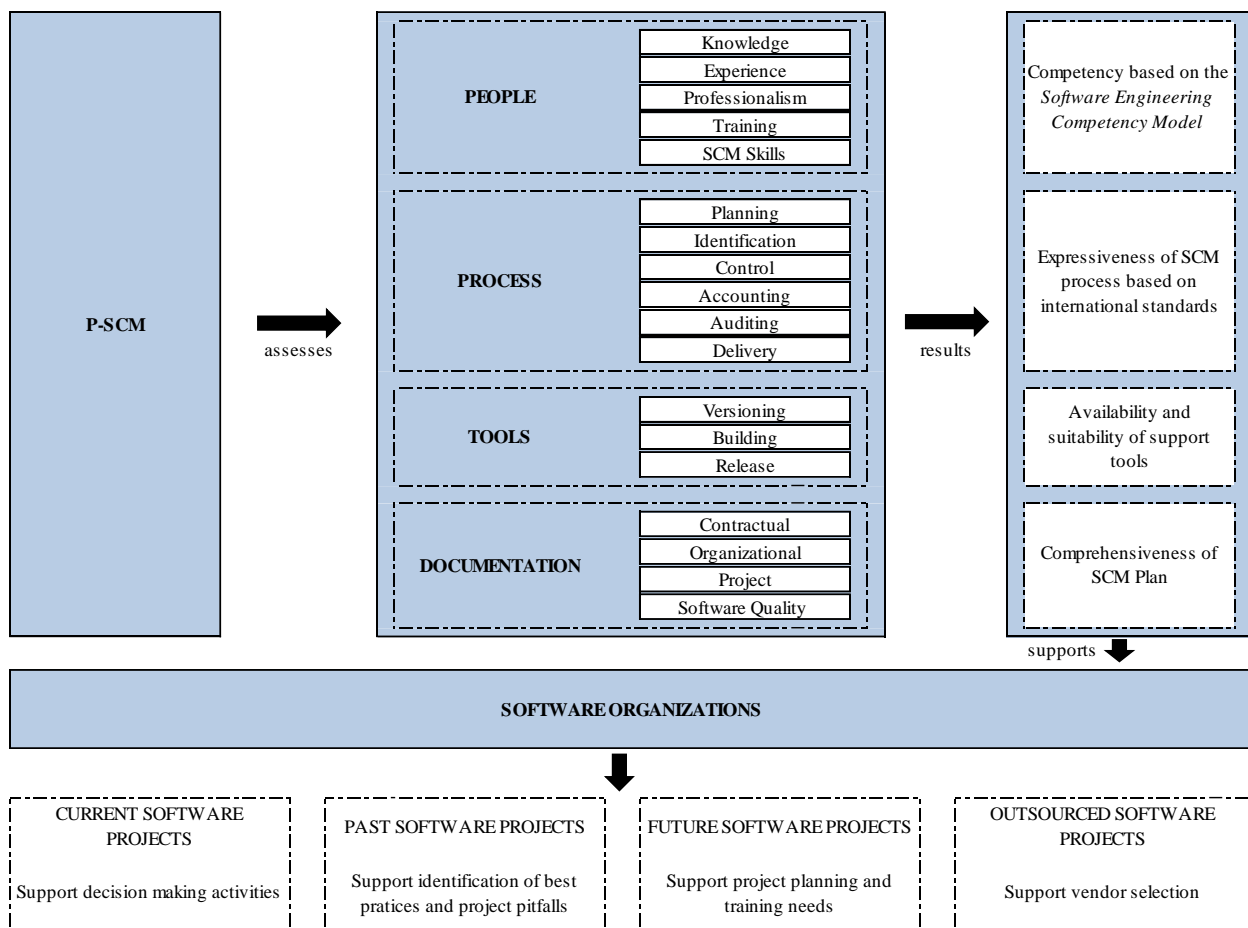 P-SCM
assesses
PEOPLE
Knowledge
Experience
Professionalism
Training
SCM Skills
PROCESS
Planning
Identification
Control
Accounting
Auditing
Delivery
TOOLS
Versioning
Building
Release
DOCUMENTATION
Contractual
Organizational
Project
Software Quality
results
Competency based on the
Software Engineering
Competency Model
Expressiveness of SCM
process based on
international standards
Availability and
suitability of support
tools
Comprehensiveness of
SCM Plan
supports
SOFTWARE ORGANIZATIONS
CURRENT SOFTWARE
PROJECTS
Support decision making activities
PAST SOFTWARE PROJECTS
Support identification of best
pratices and project pitfalls
FUTURE SOFTWARE PROJECTS
Support project planning and
training needs
OUTSOURCED SOFTWARE
PROJECTS
Support vendor selection